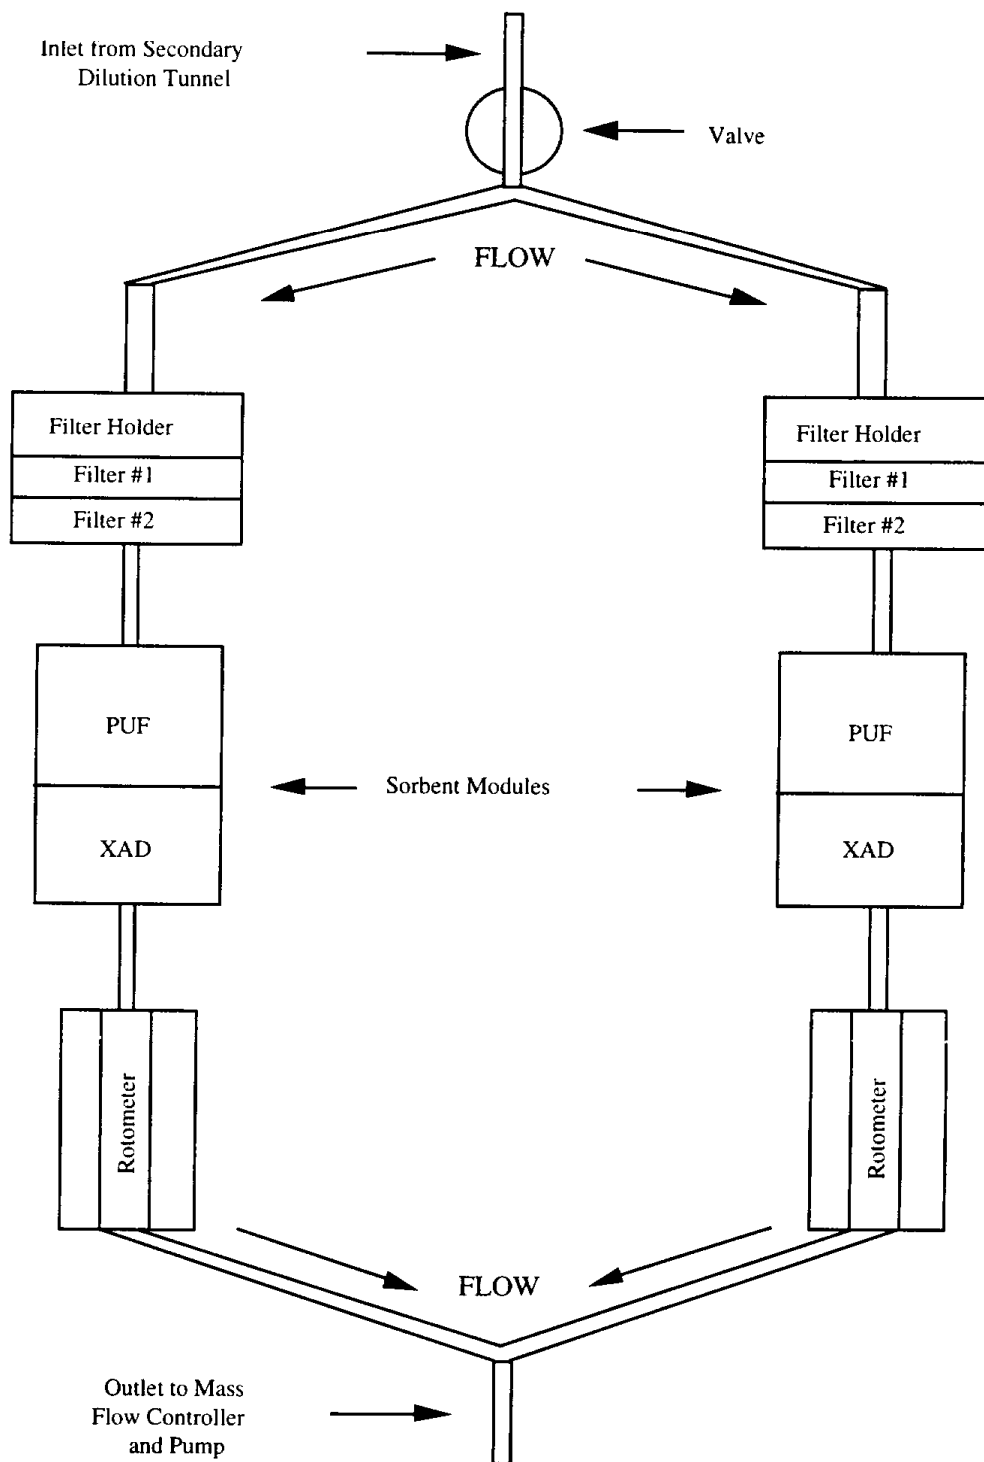 Inlet from Secondary
Dilution Tunnel
Valve
FLOW
Filter Holder
Filter #1
Filter #2
Filter Holder
Filter #1
Filter #2
PUF
XAD
Sorbent Modules
PUF
XAD
Rotometer
Rotometer
FLOW
Outlet to Mass
Flow Controller
and Pump